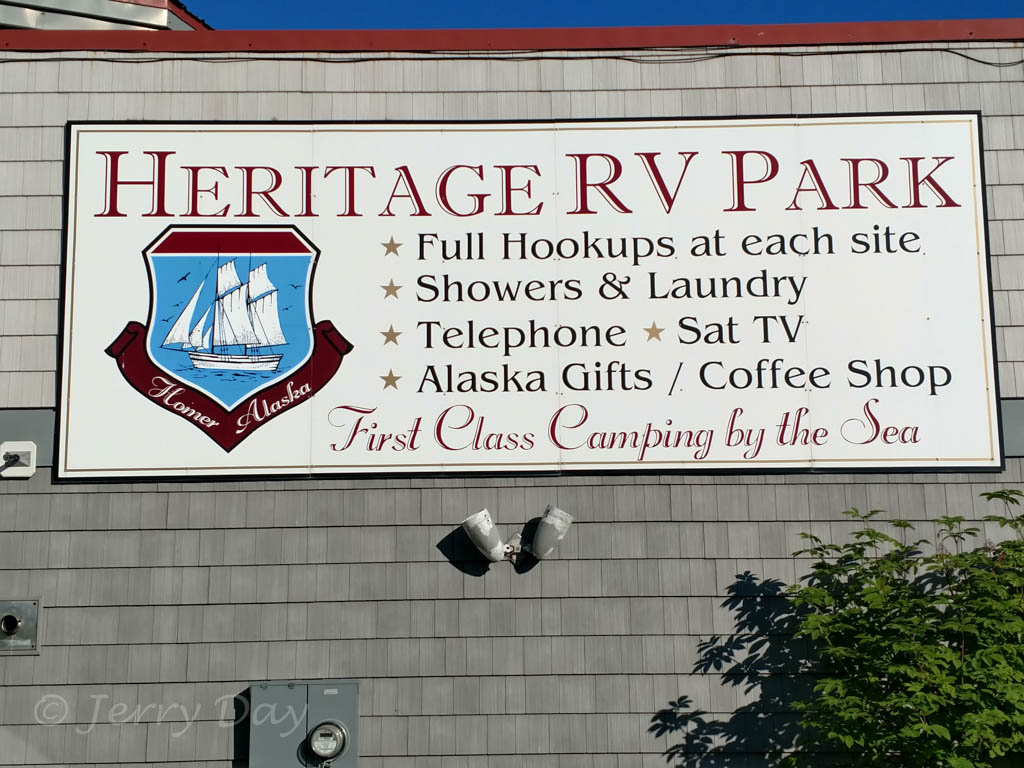 HERITAGE RV PARK
★ Full Hookups at each site
★ Showers & Laundry
★ Telephone ★ Sat TV
★ Alaska Gifts / Coffee Shop
Homer Alaska
First Class Camping by the Sea
© Jerry Day